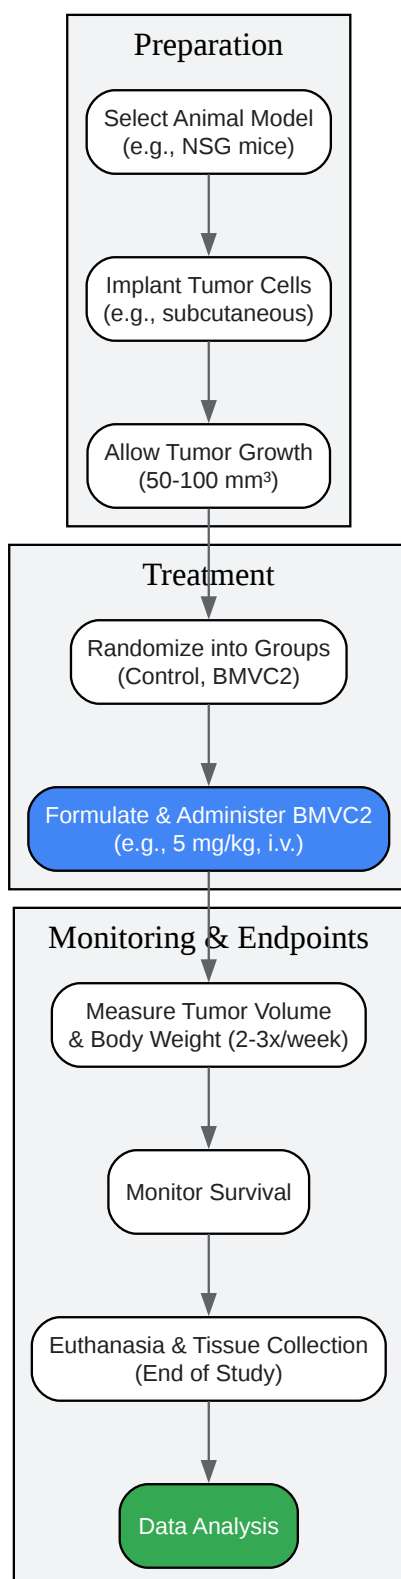 Preparation
Select Animal Model
(e.g., NSG mice)
Implant Tumor Cells
(e.g., subcutaneous)
Allow Tumor Growth
(50-100 mm³)
Treatment
Randomize into Groups
(Control, BMVC2)
Formulate & Administer BMVC2
(e.g., 5 mg/kg, i.v.)
Monitoring & Endpoints
Measure Tumor Volume
& Body Weight (2-3x/week)
Monitor Survival
Euthanasia & Tissue Collection
(End of Study)
Data Analysis